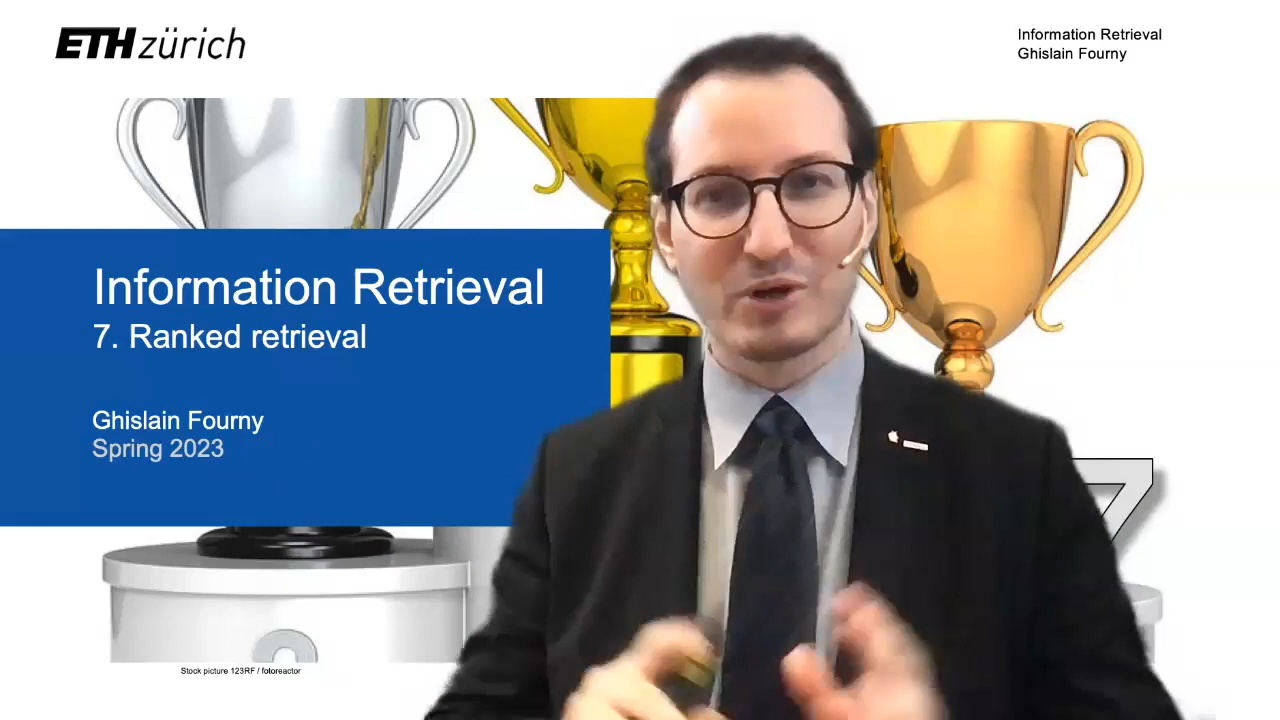 ETH zürich
Information Retrieval
Ghislain Fourny
Information Retrieval
7. Ranked retrieval
Ghislain Fourny
Spring 2023
7
Stock picture 123RF / fotoreactor